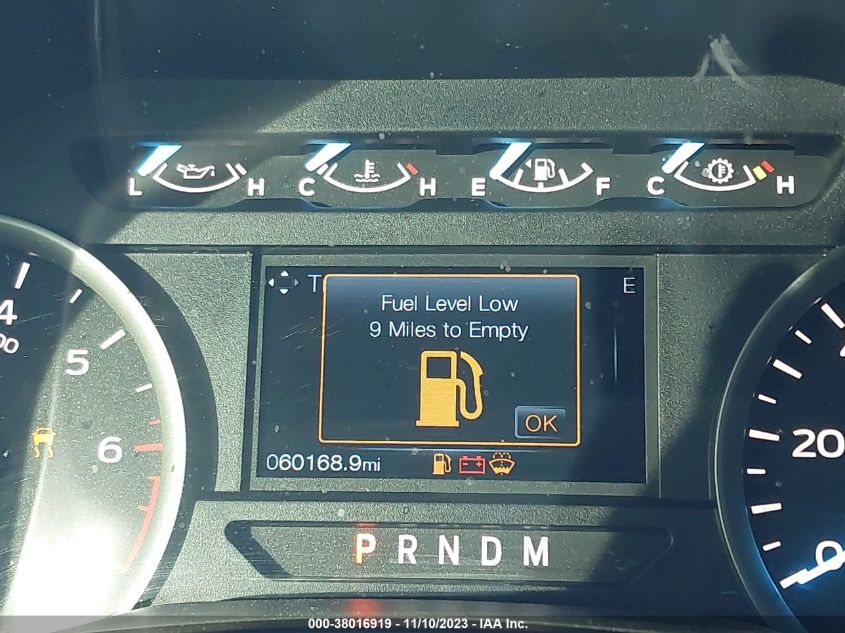 L H C H E F C H
T E
Fuel Level Low
9 Miles to Empty
OK
060168.9mi
4
5
6
20
0
P R N D M
000-38016919 - 11/10/2023 - IAA Inc.